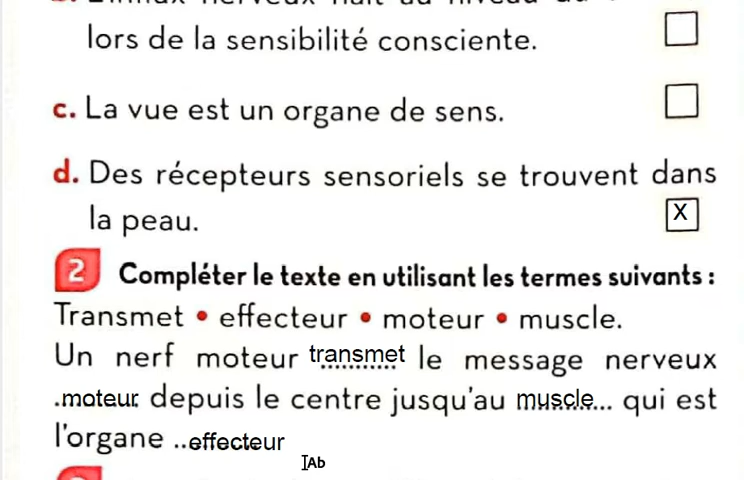 lors de la sensibilité consciente.
c. La vue est un organe de sens.
d. Des récepteurs sensoriels se trouvent dans
la peau. X
2 Compléter le texte en utilisant les termes suivants :
Transmet • effecteur • moteur • muscle.
Un nerf moteur transmet le message nerveux
.moteur. depuis le centre jusqu'au muscle... qui est
l'organe ..effecteur
Ab